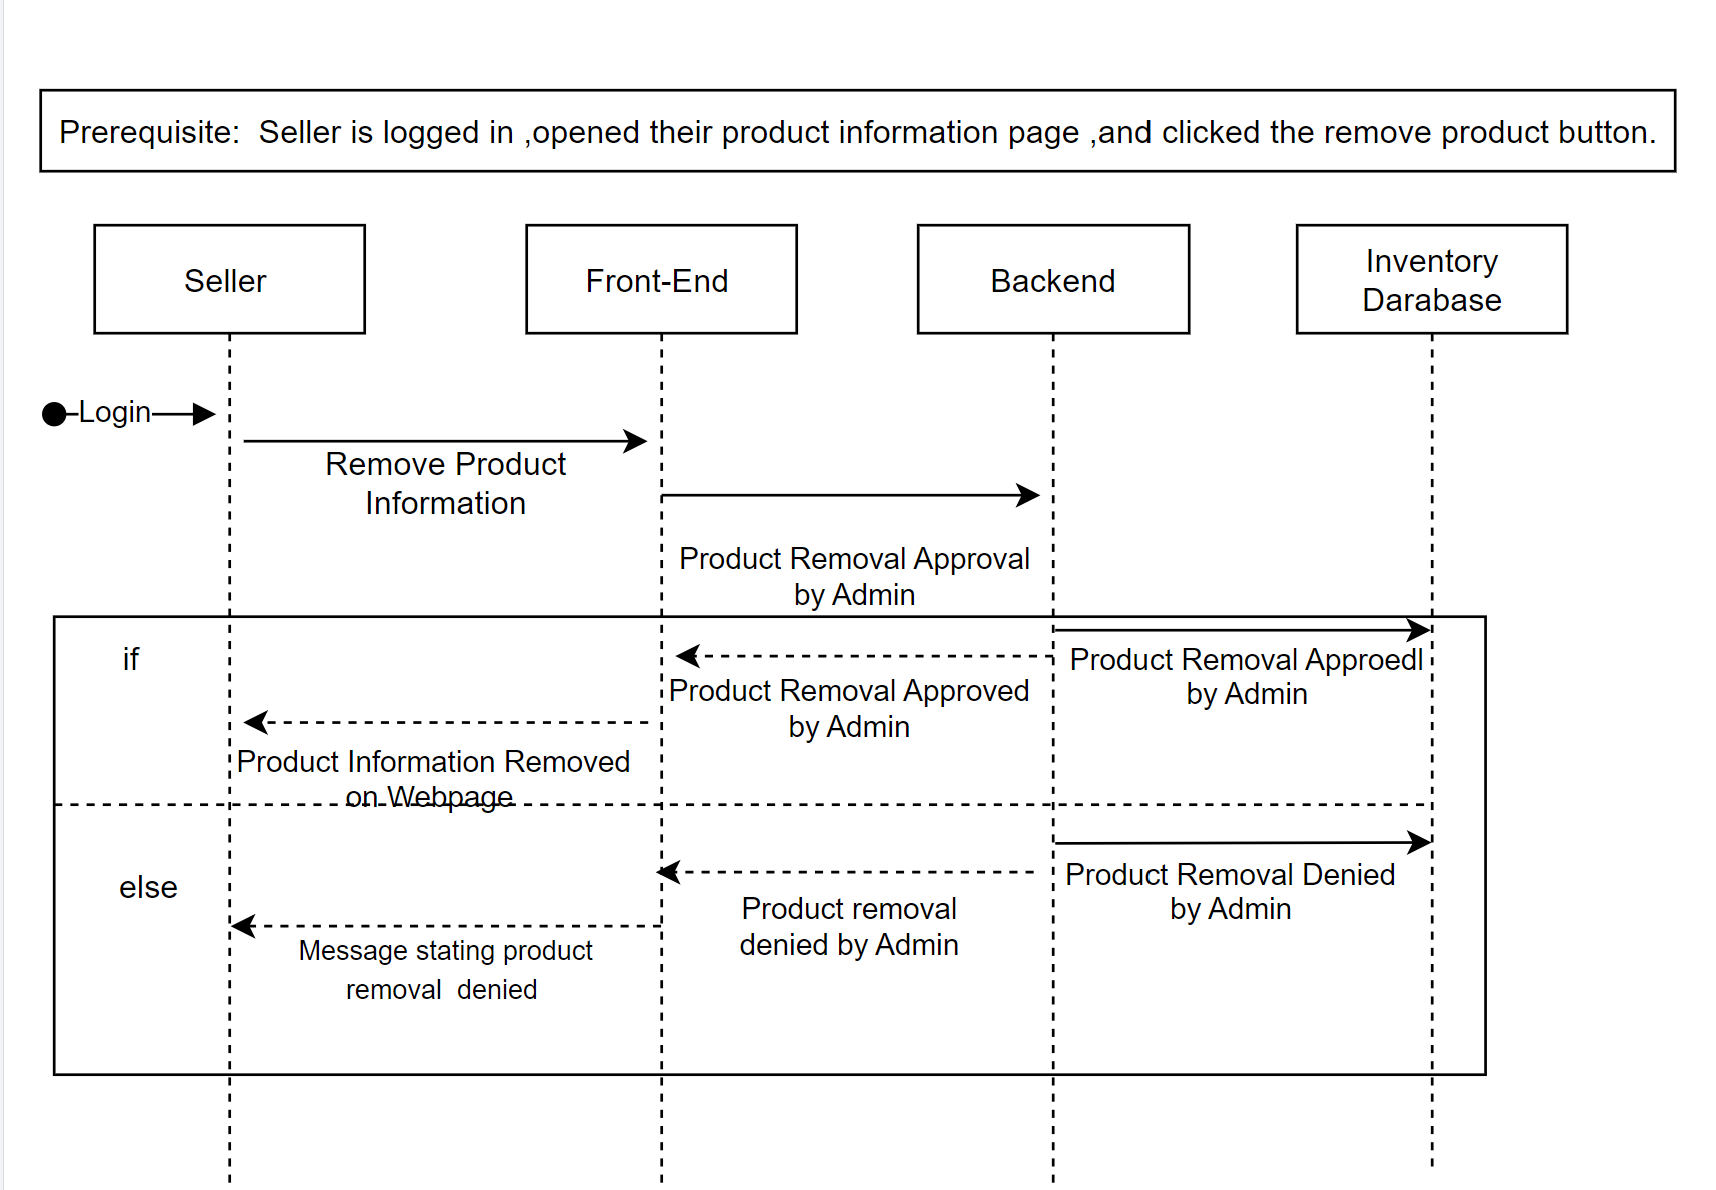 Prerequisite:  Seller is logged in ,opened their product information page ,and clicked the remove product button.
Seller
Front-End
Backend
Inventory
Darabase
Login
Remove Product
Information
Product Removal Approval
by Admin
if
Product Removal Approedl
by Admin
Product Removal Approved
by Admin
Product Information Removed
on Webpage
else
Product Removal Denied
by Admin
Product removal
denied by Admin
Message stating product
removal  denied